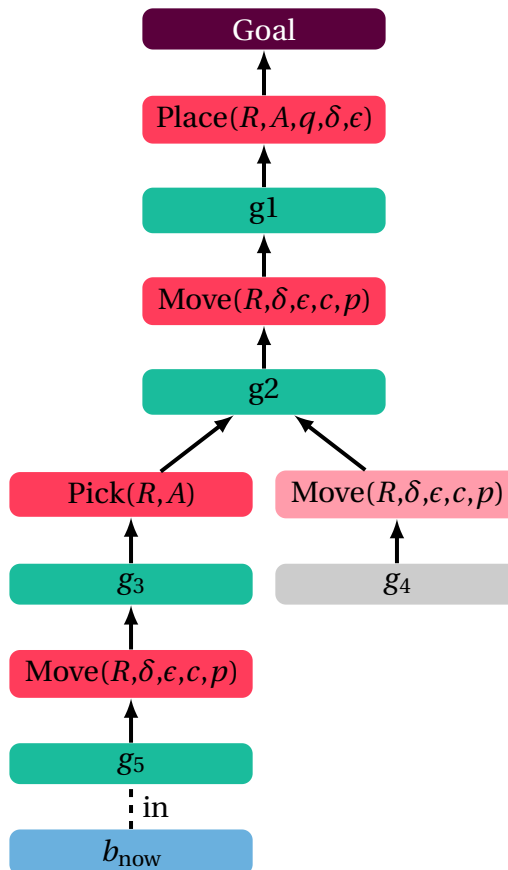 Goal
Place(R,A,q,δ,ϵ)
g1
Move(R,δ,ϵ,c,p)
g2
Pick(R,A)
Move(R,δ,ϵ,c,p)
g₃
g₄
Move(R,δ,ϵ,c,p)
g₅
in
b_now